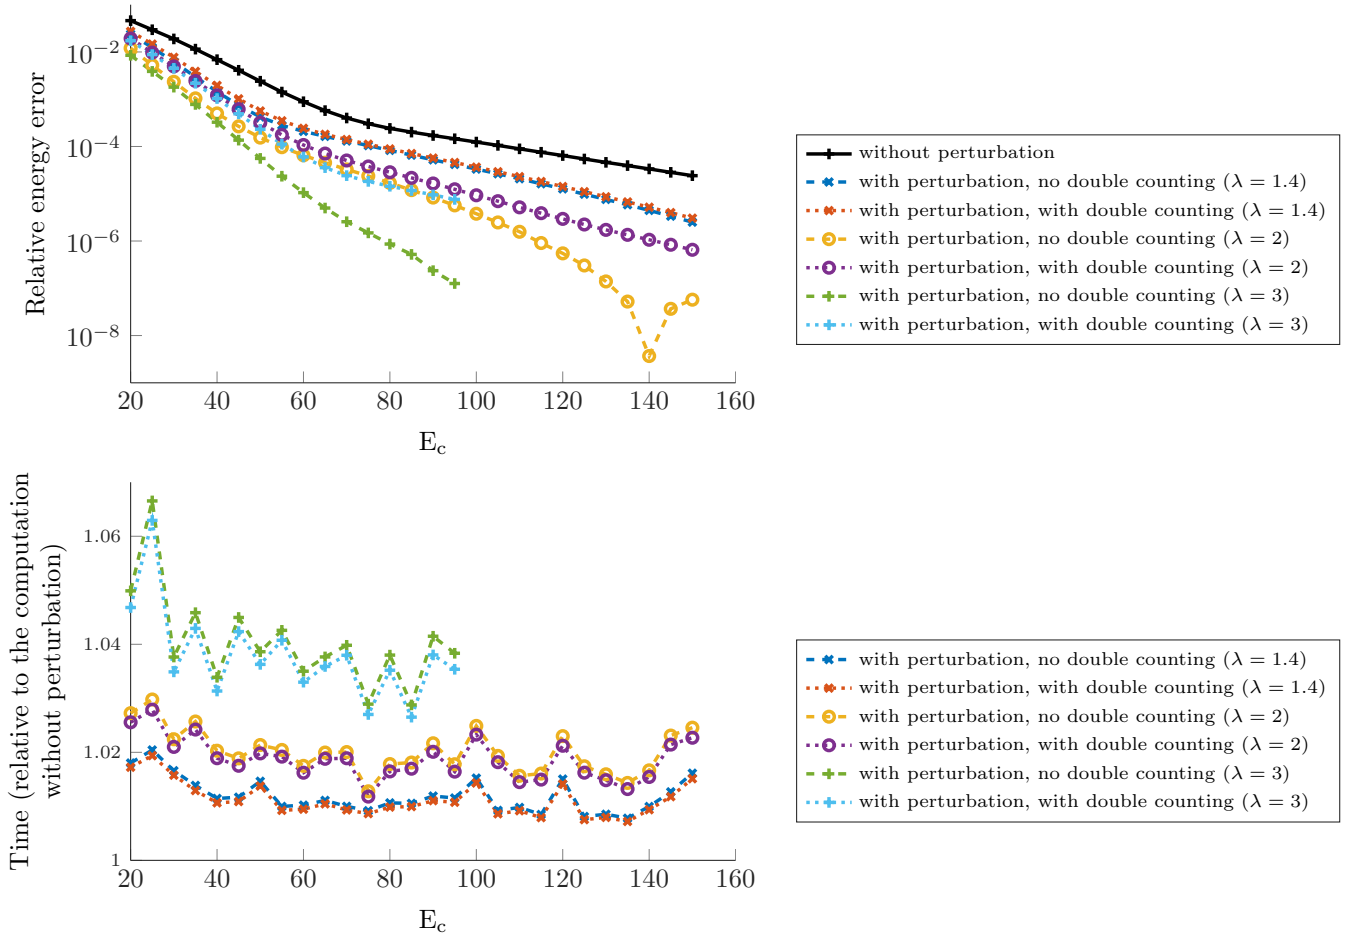 Relative energy error
10−2
10−4
10−6
10−8
20 40 60 80 100 120 140 160
Ec
without perturbation
with perturbation, no double counting (λ = 1.4)
with perturbation, with double counting (λ = 1.4)
with perturbation, no double counting (λ = 2)
with perturbation, with double counting (λ = 2)
with perturbation, no double counting (λ = 3)
with perturbation, with double counting (λ = 3)
Time (relative to the computation
without perturbation)
1.06
1.04
1.02
1
20 40 60 80 100 120 140 160
Ec
with perturbation, no double counting (λ = 1.4)
with perturbation, with double counting (λ = 1.4)
with perturbation, no double counting (λ = 2)
with perturbation, with double counting (λ = 2)
with perturbation, no double counting (λ = 3)
with perturbation, with double counting (λ = 3)